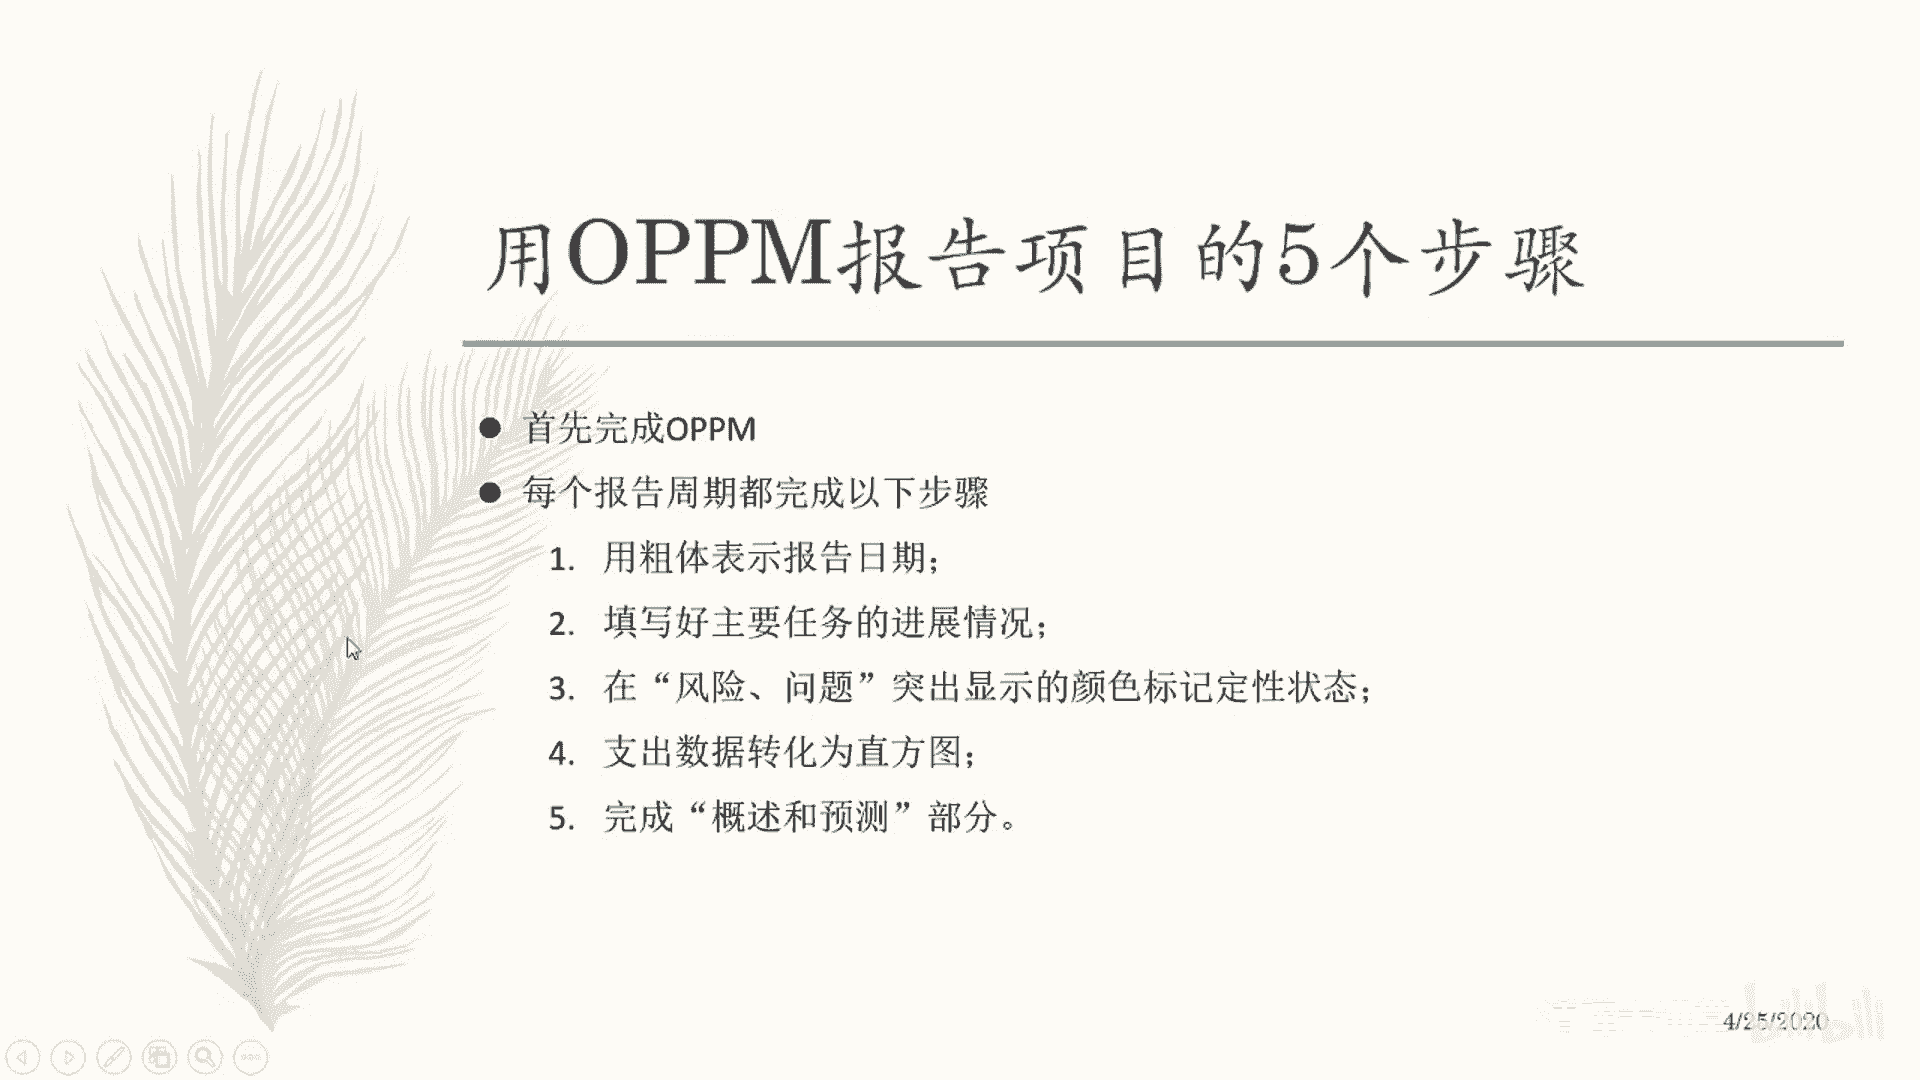 用OPPM报告项目的5个步骤
● 首先完成OPPM
● 每个报告周期都完成以下步骤
1. 用粗体表示报告日期；
2. 填写好主要任务的进展情况；
3. 在“风险、问题”突出显示的颜色标记定性状态；
4. 支出数据转化为直方图；
5. 完成“概述和预测”部分。
4/25/2020
bilibili